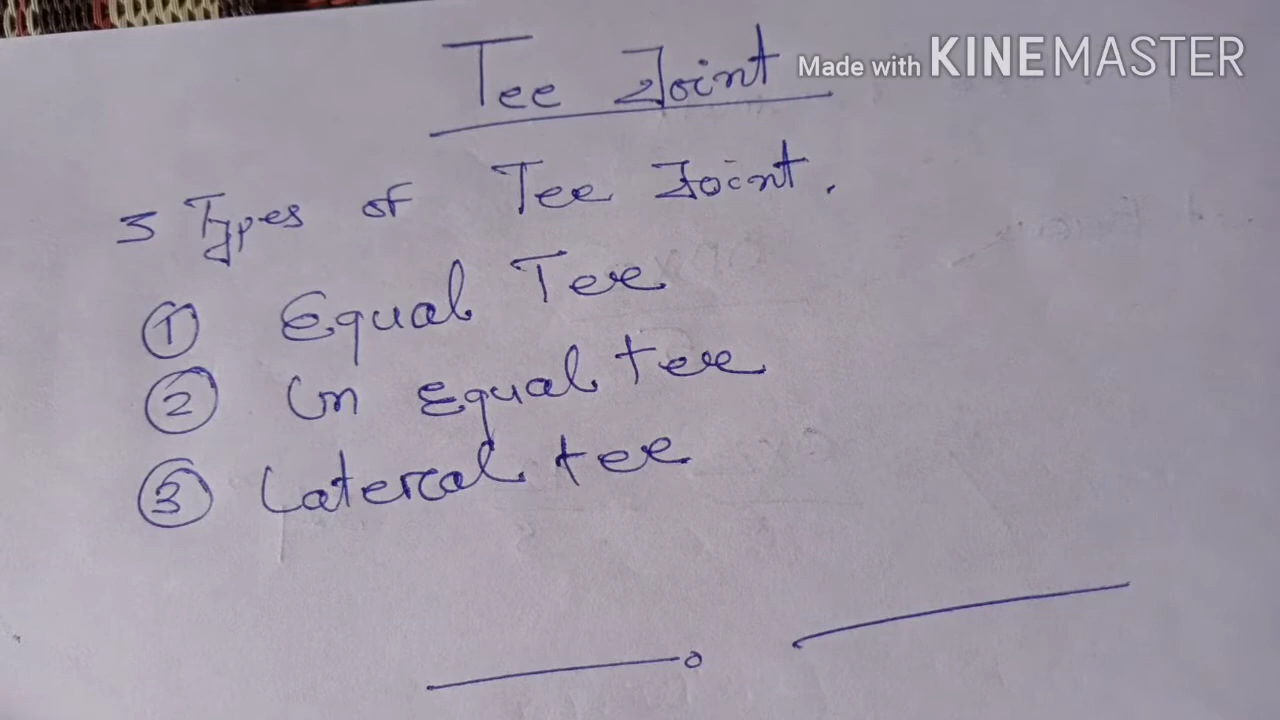 Tee Joint
Made with KINEMASTER
3 Types of Tee Joint.
① Equal Tee
② Un Equal tee
③ Lateral tee